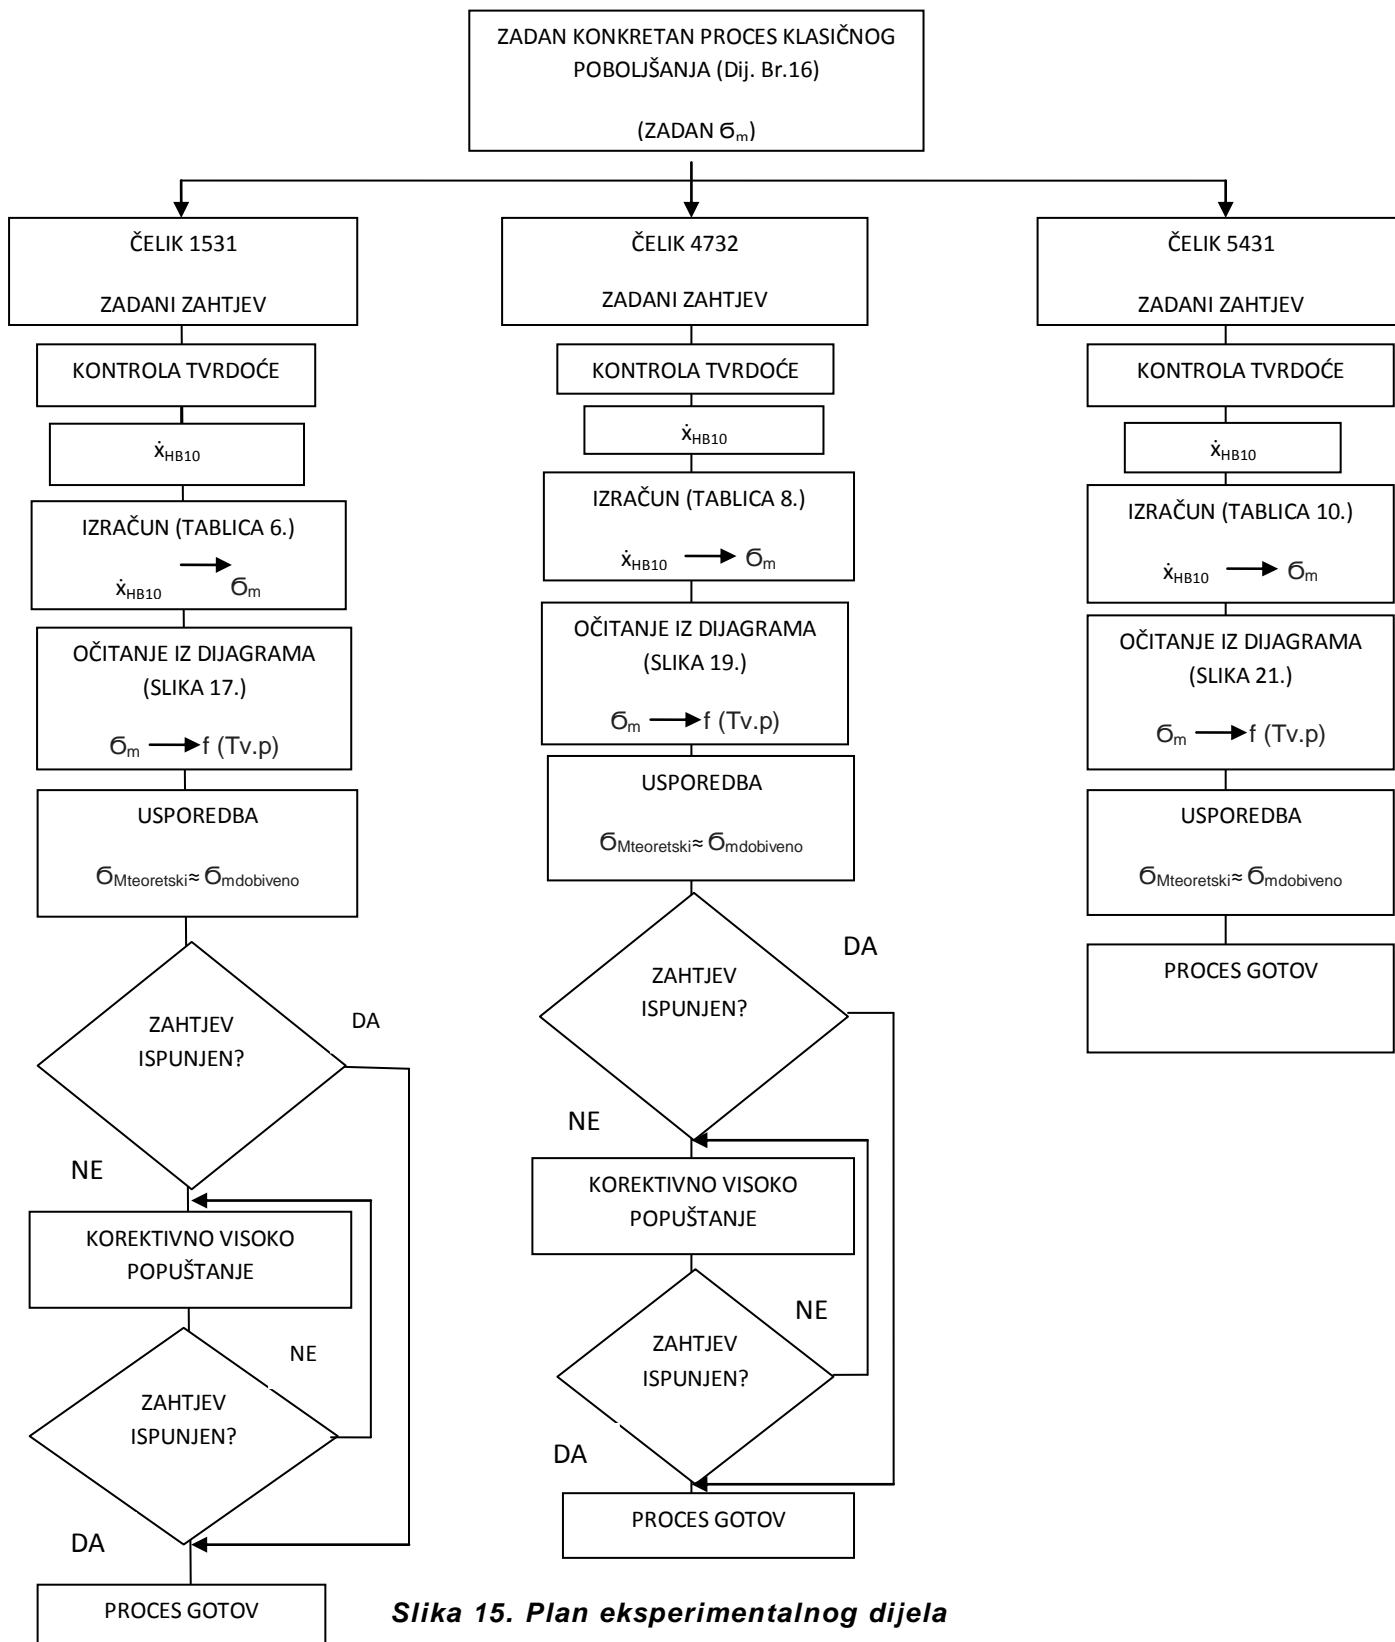 ZADAN KONKRETAN PROCES KLASIČNOG
POBOLJŠANJA (Dij. Br.16)
(ZADAN σₘ)
ČELIK 1531
ZADANI ZAHTJEV
KONTROLA TVRDOĆE
ẋHB10
IZRAČUN (TABLICA 6.)
ẋHB10 → σₘ
OČITANJE IZ DIJAGRAMA
(SLIKA 17.)
σₘ → f (Tv.p)
USPOREDBA
σMteoretski ≈ σmdobiveno
ZAHTJEV
ISPUNJEN?
DA
NE
KOREKTIVNO VISOKO
POPUŠTANJE
NE
ZAHTJEV
ISPUNJEN?
DA
PROCES GOTOV
ČELIK 4732
ZADANI ZAHTJEV
KONTROLA TVRDOĆE
ẋHB10
IZRAČUN (TABLICA 8.)
ẋHB10 → σₘ
OČITANJE IZ DIJAGRAMA
(SLIKA 19.)
σₘ → f (Tv.p)
USPOREDBA
σMteoretski ≈ σmdobiveno
DA
ZAHTJEV
ISPUNJEN?
NE
KOREKTIVNO VISOKO
POPUŠTANJE
NE
ZAHTJEV
ISPUNJEN?
DA
PROCES GOTOV
ČELIK 5431
ZADANI ZAHTJEV
KONTROLA TVRDOĆE
ẋHB10
IZRAČUN (TABLICA 10.)
ẋHB10 → σₘ
OČITANJE IZ DIJAGRAMA
(SLIKA 21.)
σₘ → f (Tv.p)
USPOREDBA
σMteoretski ≈ σmdobiveno
PROCES GOTOV
Slika 15. Plan eksperimentalnog dijela